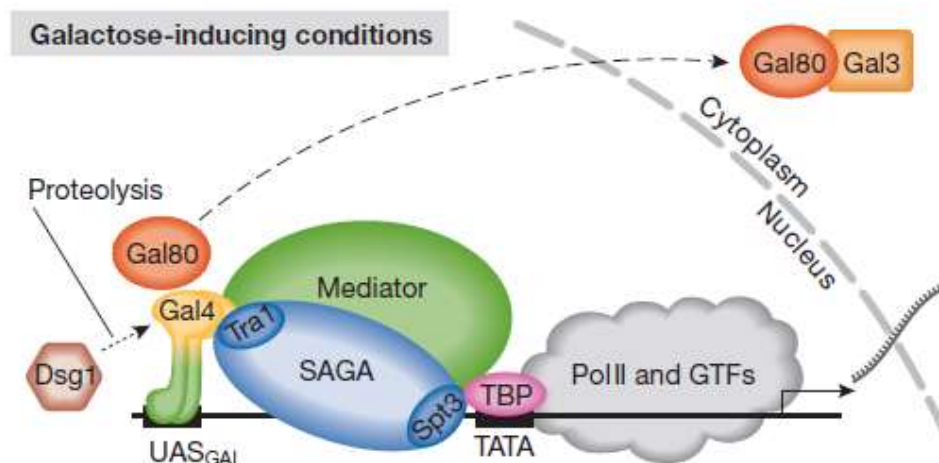 Galactose-inducing conditions
Gal80 Gal3
Cytoplasm
Nucleus
Proteolysis
Gal80
Mediator
Gal4
Tra1
Dsg1
SAGA
Spt3
TBP
PolII and GTFs
UASGAL
TATA